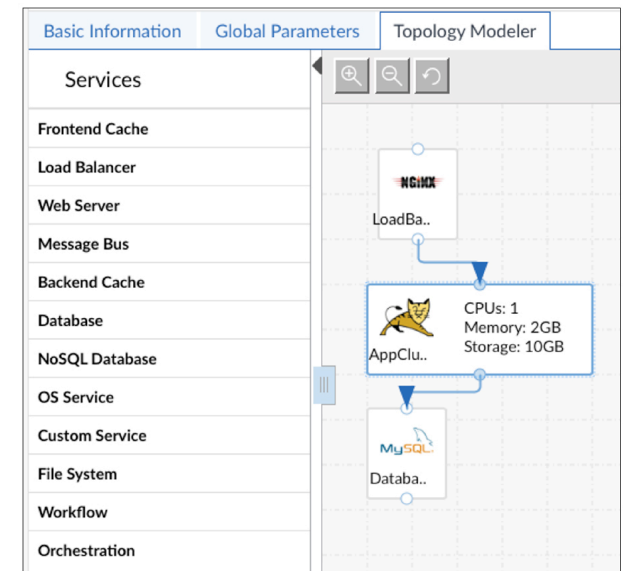 Basic Information
Global Parameters
Topology Modeler
Services
Frontend Cache
Load Balancer
Web Server
Message Bus
Backend Cache
Database
NoSQL Database
OS Service
Custom Service
File System
Workflow
Orchestration
NGINX
LoadBa..
CPUs: 1
Memory: 2GB
Storage: 10GB
AppClu..
MySQL
Databa..